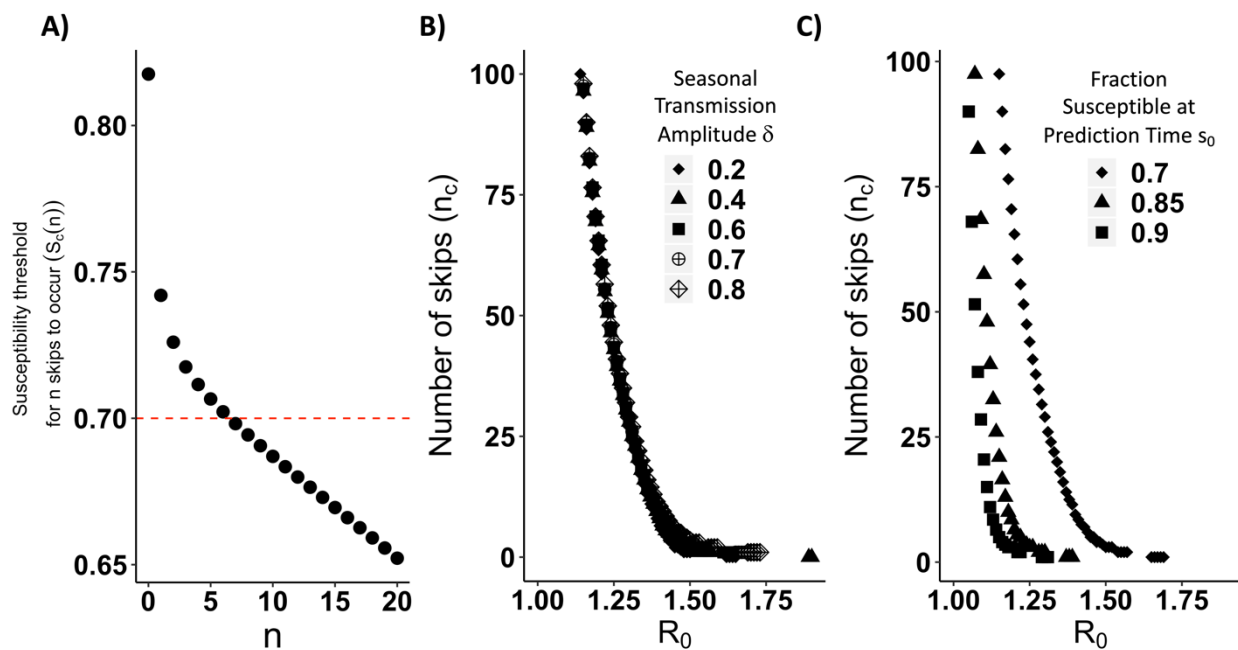 A)
Susceptibility threshold
for n skips to occur (Sc(n))
0.80
0.75
0.70
0.65
0
5
10
15
20
n
B)
Number of skips (nc)
100
75
50
25
0
1.00
1.25
1.50
1.75
R0
Seasonal
Transmission
Amplitude δ
0.2
0.4
0.6
0.7
0.8
C)
Number of skips (nc)
100
75
50
25
0
1.00
1.25
1.50
1.75
R0
Fraction
Susceptible at
Prediction Time s0
0.7
0.85
0.9